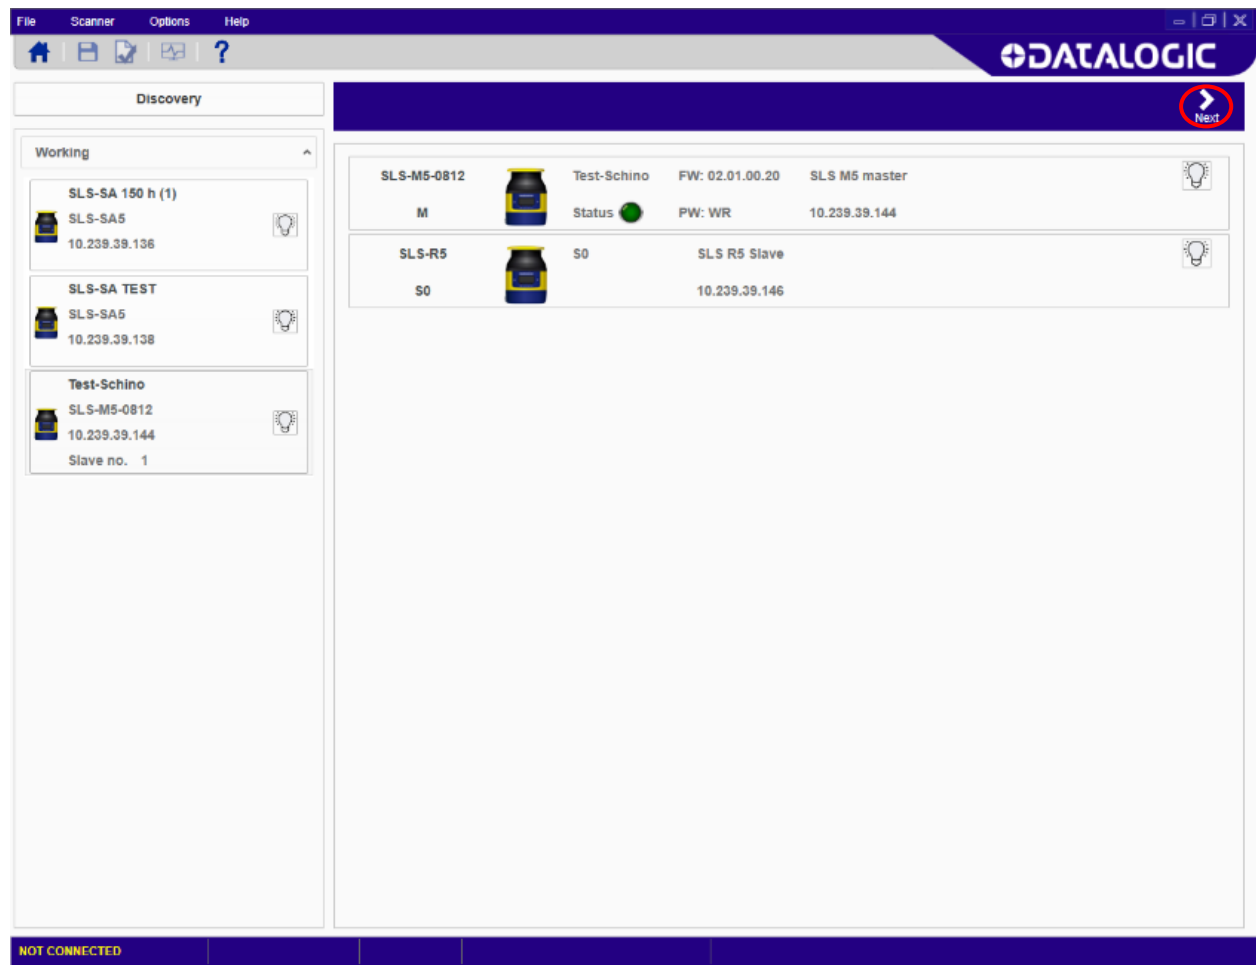 File Scanner Options Help
DATALOGIC
Discovery
Next
Working
SLS-SA 150 h (1)
SLS-SA5
10.239.39.136
SLS-SA TEST
SLS-SA5
10.239.39.138
Test-Schino
SLS-M5-0812
10.239.39.144
Slave no. 1
SLS-M5-0812 Test-Schino FW: 02.01.00.20 SLS M5 master
M Status PW: WR 10.239.39.144
SLS-R5 S0 SLS R5 Slave
S0 10.239.39.146
NOT CONNECTED